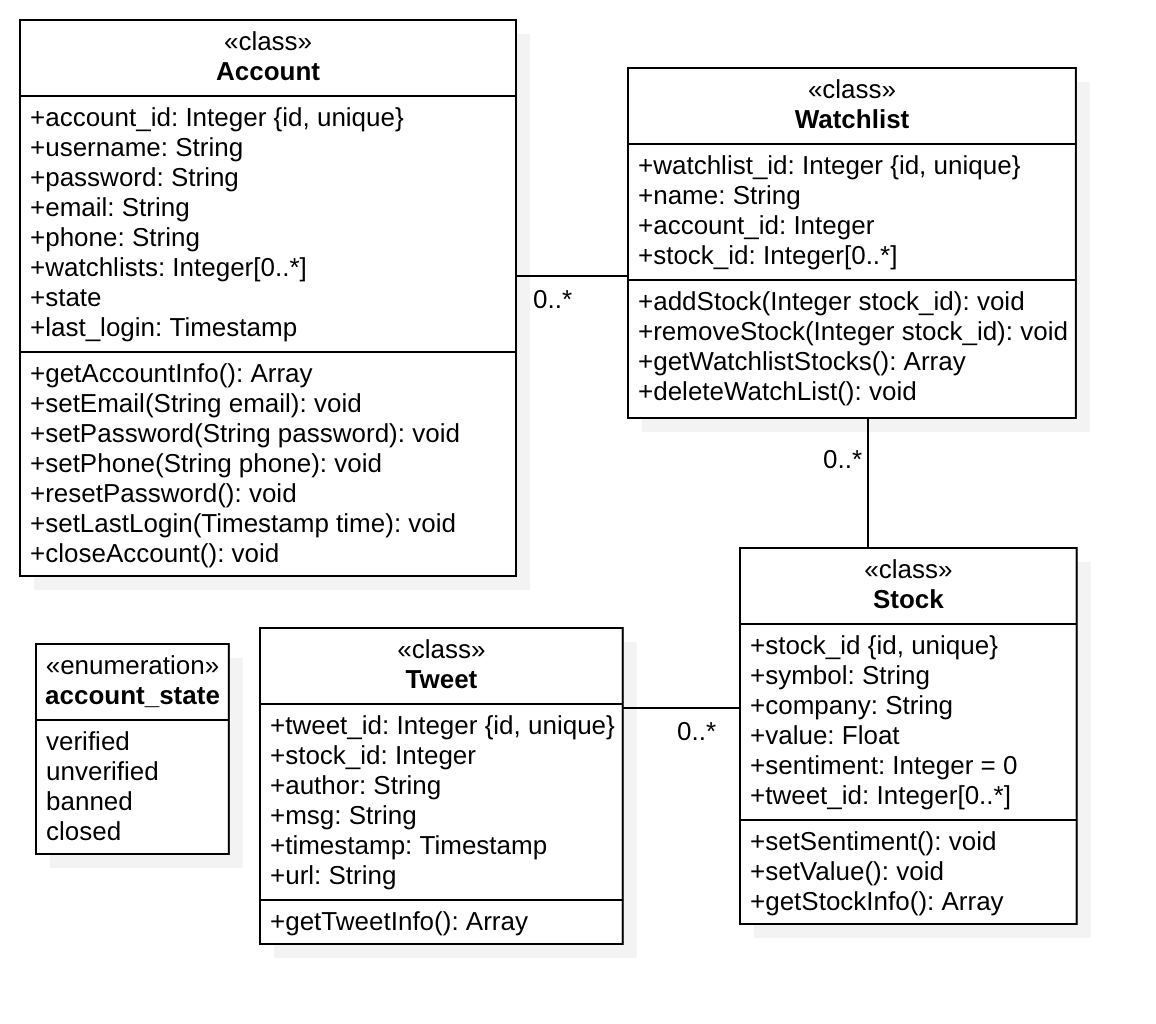 «class»
Account
+account_id: Integer {id, unique}
+username: String
+password: String
+email: String
+phone: String
+watchlists: Integer[0..*]
+state
+last_login: Timestamp
+getAccountInfo(): Array
+setEmail(String email): void
+setPassword(String password): void
+setPhone(String phone): void
+resetPassword(): void
+setLastLogin(Timestamp time): void
+closeAccount(): void
0..*
«class»
Watchlist
+watchlist_id: Integer {id, unique}
+name: String
+account_id: Integer
+stock_id: Integer[0..*]
+addStock(Integer stock_id): void
+removeStock(Integer stock_id): void
+getWatchlistStocks(): Array
+deleteWatchList(): void
0..*
«enumeration»
account_state
verified
unverified
banned
closed
«class»
Tweet
+tweet_id: Integer {id, unique}
+stock_id: Integer
+author: String
+msg: String
+timestamp: Timestamp
+url: String
+getTweetInfo(): Array
0..*
«class»
Stock
+stock_id {id, unique}
+symbol: String
+company: String
+value: Float
+sentiment: Integer = 0
+tweet_id: Integer[0..*]
+setSentiment(): void
+setValue(): void
+getStockInfo(): Array